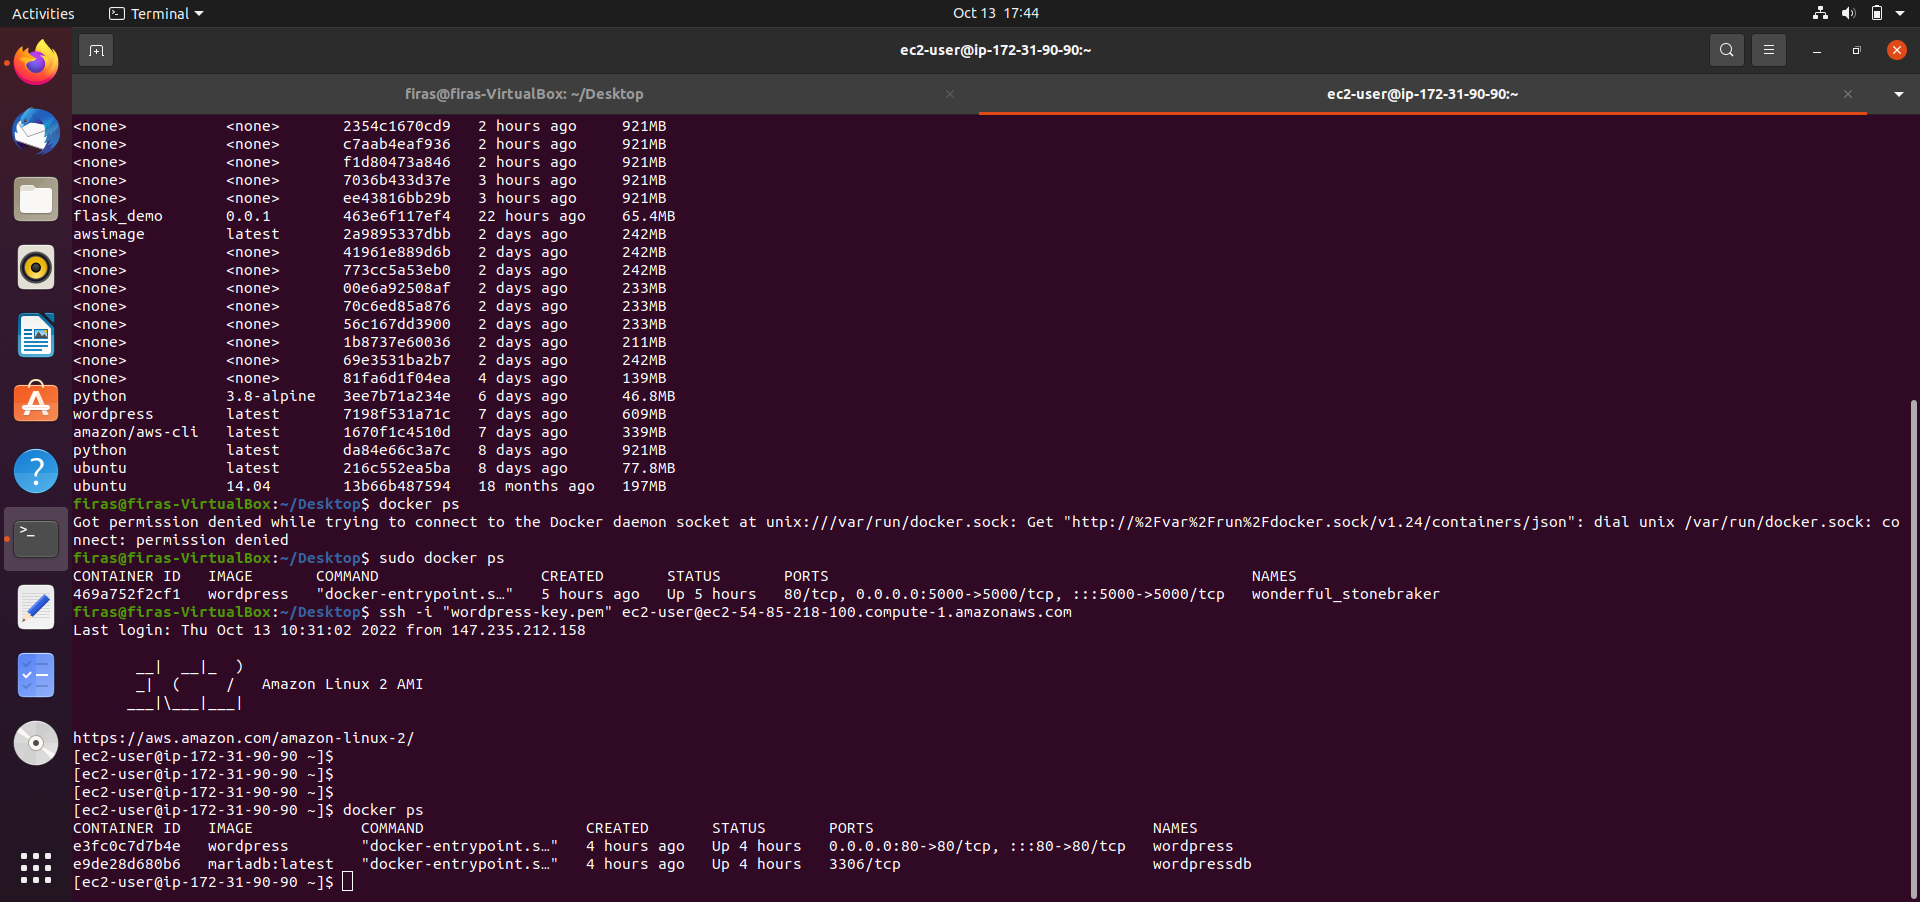 Activities Terminal Oct 13 17:44
ec2-user@ip-172-31-90-90:~
firas@firas-VirtualBox: ~/Desktop ec2-user@ip-172-31-90-90:~
<none> <none> 2354c1670cd9 2 hours ago 921MB
<none> <none> c7aab4eaf936 2 hours ago 921MB
<none> <none> f1d80473a846 2 hours ago 921MB
<none> <none> 7036b433d37e 3 hours ago 921MB
<none> <none> ee43816bb29b 3 hours ago 921MB
flask_demo 0.0.1 463e6f117ef4 22 hours ago 65.4MB
awsimage latest 2a9895337dbb 2 days ago 242MB
<none> <none> 41961e889d6b 2 days ago 242MB
<none> <none> 773cc5a53eb0 2 days ago 242MB
<none> <none> 00e6a92508af 2 days ago 233MB
<none> <none> 70c6ed85a876 2 days ago 233MB
<none> <none> 56c167dd3900 2 days ago 233MB
<none> <none> 1b8737e60036 2 days ago 211MB
<none> <none> 69e3531ba2b7 2 days ago 242MB
<none> <none> 81fa6d1f04ea 4 days ago 139MB
python 3.8-alpine 3ee7b71a234e 6 days ago 46.8MB
wordpress latest 7198f531a71c 7 days ago 609MB
amazon/aws-cli latest 1670f1c4510d 7 days ago 339MB
python latest da84e66c3a7c 8 days ago 921MB
ubuntu latest 216c552ea5ba 8 days ago 77.8MB
ubuntu 14.04 13b66b487594 18 months ago 197MB
firas@firas-VirtualBox:~/Desktop$ docker ps
Got permission denied while trying to connect to the Docker daemon socket at unix:///var/run/docker.sock: Get "http://%2Fvar%2Frun%2Fdocker.sock/v1.24/containers/json": dial unix /var/run/docker.sock: co
nnect: permission denied
firas@firas-VirtualBox:~/Desktop$ sudo docker ps
CONTAINER ID IMAGE COMMAND CREATED STATUS PORTS NAMES
469a752f2cf1 wordpress "docker-entrypoint.s…" 5 hours ago Up 5 hours 80/tcp, 0.0.0.0:5000->5000/tcp, :::5000->5000/tcp wonderful_stonebraker
firas@firas-VirtualBox:~/Desktop$ ssh -i "wordpress-key.pem" ec2-user@ec2-54-85-218-100.compute-1.amazonaws.com
Last login: Thu Oct 13 10:31:02 2022 from 147.235.212.158
__| __|_ )
_| ( / Amazon Linux 2 AMI
___|\___|___|
https://aws.amazon.com/amazon-linux-2/
[ec2-user@ip-172-31-90-90 ~]$
[ec2-user@ip-172-31-90-90 ~]$
[ec2-user@ip-172-31-90-90 ~]$
[ec2-user@ip-172-31-90-90 ~]$ docker ps
CONTAINER ID IMAGE COMMAND CREATED STATUS PORTS NAMES
e3fc0c7d7b4e wordpress "docker-entrypoint.s…" 4 hours ago Up 4 hours 0.0.0.0:80->80/tcp, :::80->80/tcp wordpress
e9de28d680b6 mariadb:latest "docker-entrypoint.s…" 4 hours ago Up 4 hours 3306/tcp wordpressdb
[ec2-user@ip-172-31-90-90 ~]$